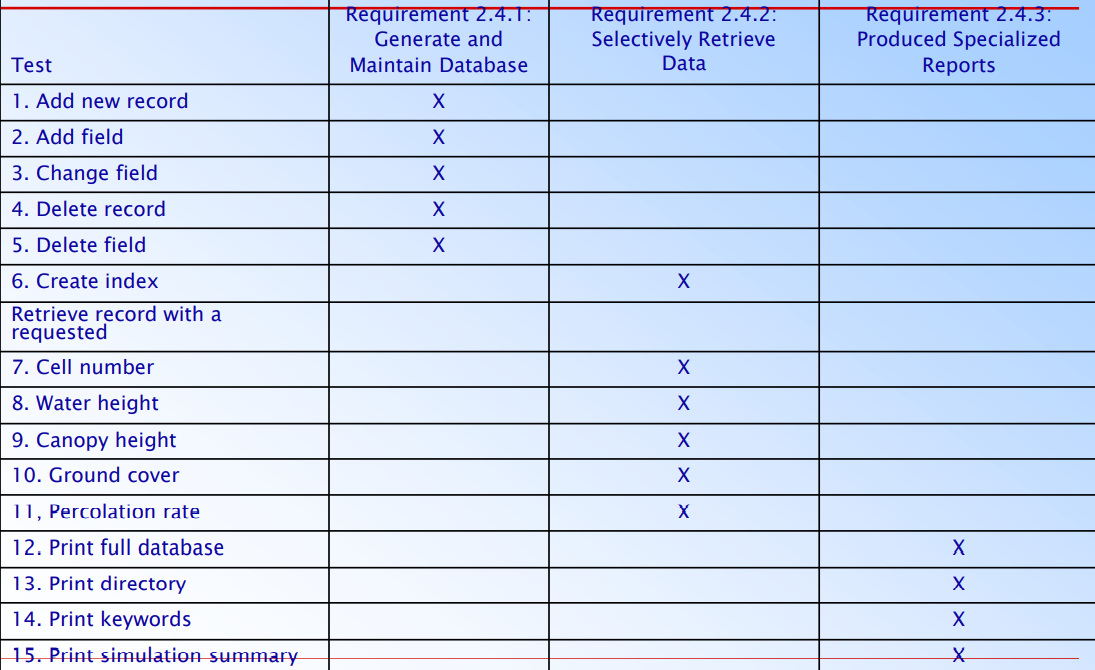 Requirement 2.4.1:
Generate and
Maintain Database
Requirement 2.4.2:
Selectively Retrieve
Data
Requirement 2.4.3:
Produced Specialized
Reports
Test
1. Add new record X
2. Add field X
3. Change field X
4. Delete record X
5. Delete field X
6. Create index X
Retrieve record with a
requested
7. Cell number X
8. Water height X
9. Canopy height X
10. Ground cover X
11, Percolation rate X
12. Print full database X
13. Print directory X
14. Print keywords X
15. Print simulation summary X